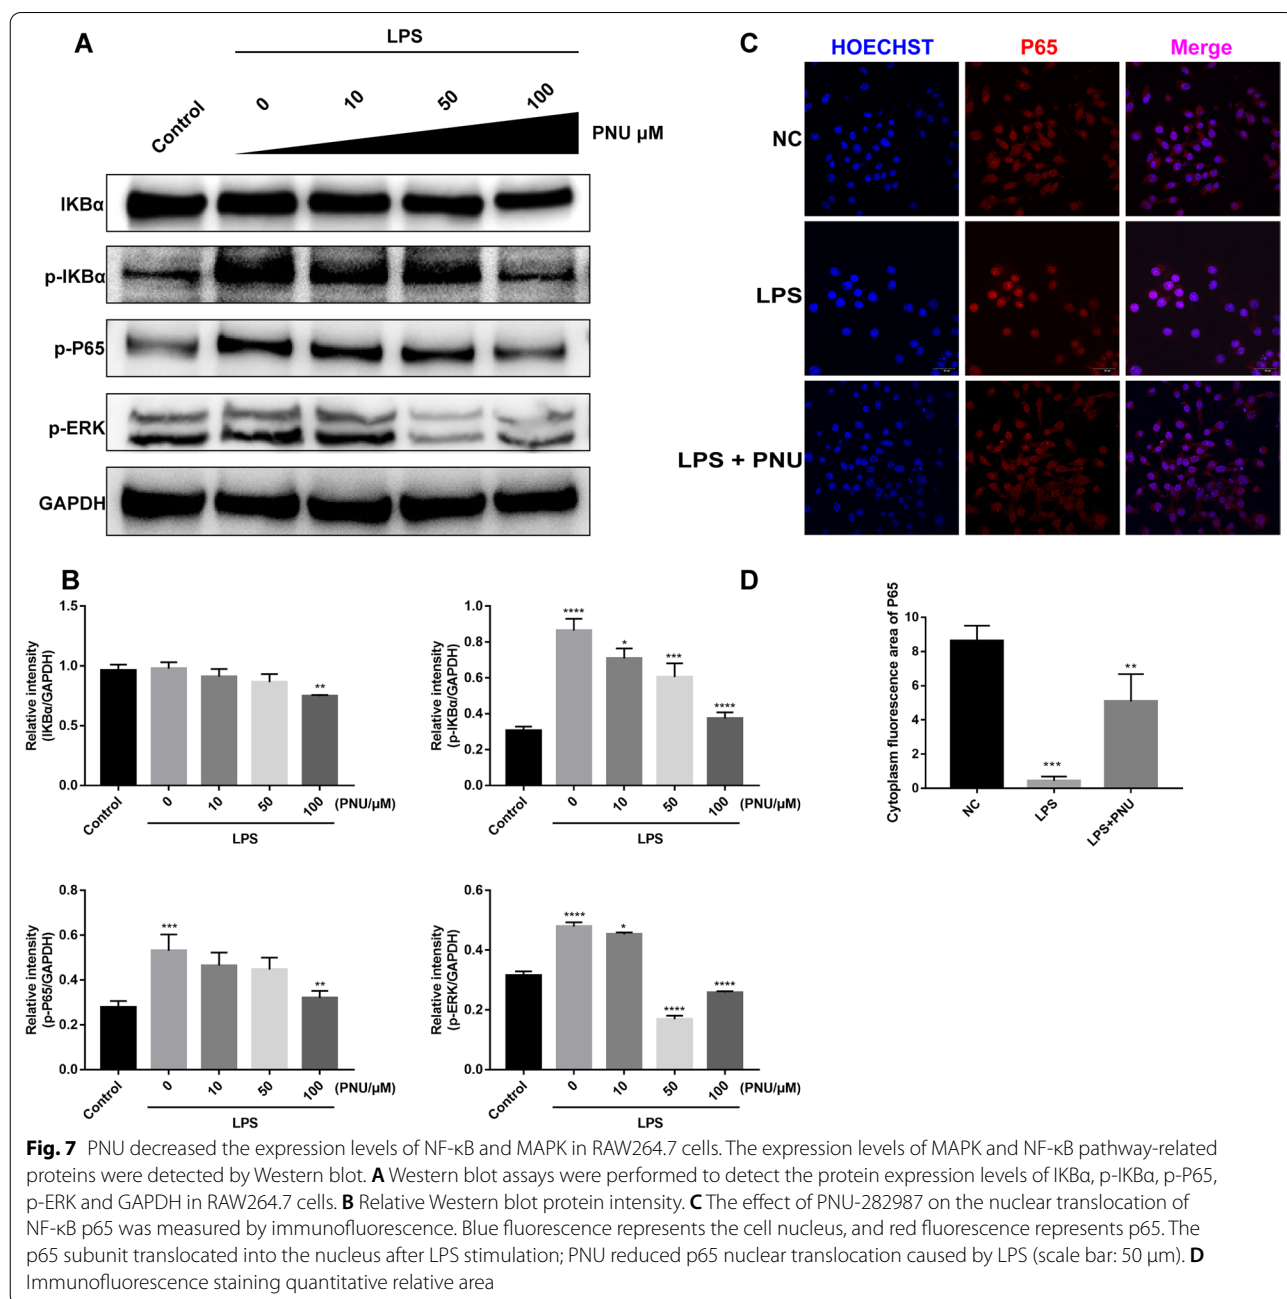 A
LPS
Control
0
10
50
100
PNU µM
IKBα
p-IKBα
p-P65
p-ERK
GAPDH
C
HOECHST
P65
Merge
NC
LPS
LPS + PNU
B
Relative intensity
(IKBα/GAPDH)
1.5
1.0
0.5
0.0
**
Control
0
10
50
100
(PNU/µM)
LPS
Relative intensity
(p-IKBα/GAPDH)
1.0
0.8
0.6
0.4
0.2
0.0
****
*
***
****
Control
0
10
50
100
(PNU/µM)
LPS
D
Cytoplasm fluorescence area of P65
10
8
6
4
2
0
***
**
NC
LPS
LPS+PNU
Relative intensity
(p-P65/GAPDH)
0.8
0.6
0.4
0.2
0.0
***
**
Control
0
10
50
100
(PNU/µM)
LPS
Relative intensity
(p-ERK/GAPDH)
0.6
0.4
0.2
0.0
****
*
****
****
Control
0
10
50
100
(PNU/µM)
LPS
Fig. 7 PNU decreased the expression levels of NF-κB and MAPK in RAW264.7 cells. The expression levels of MAPK and NF-κB pathway-related
proteins were detected by Western blot. A Western blot assays were performed to detect the protein expression levels of IKBα, p-IKBα, p-P65,
p-ERK and GAPDH in RAW264.7 cells. B Relative Western blot protein intensity. C The effect of PNU-282987 on the nuclear translocation of
NF-κB p65 was measured by immunofluorescence. Blue fluorescence represents the cell nucleus, and red fluorescence represents p65. The
p65 subunit translocated into the nucleus after LPS stimulation; PNU reduced p65 nuclear translocation caused by LPS (scale bar: 50 µm). D
Immunofluorescence staining quantitative relative area